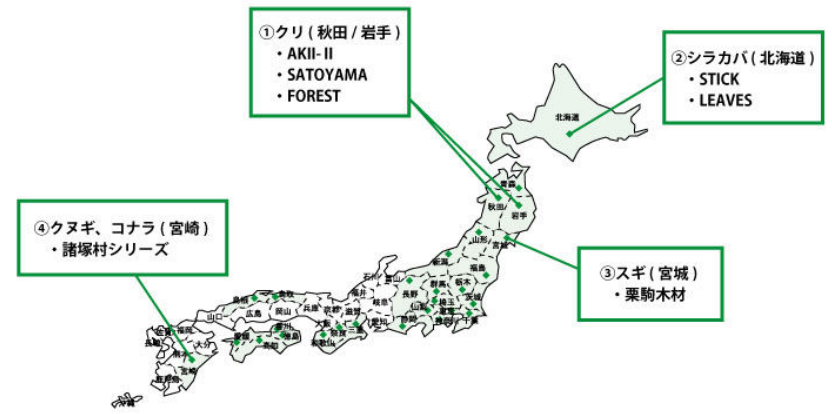 ①クリ ( 秋田 / 岩手 )
・AKII- II
・SATOYAMA
・FOREST
②シラカバ ( 北海道 )
・STICK
・LEAVES
北海道
青森
秋田
岩手
④クヌギ、コナラ ( 宮崎 )
・諸塚村シリーズ
山形
宮城
③スギ ( 宮城 )
・栗駒木材
新潟
福島
石川
富山
群馬
栃木
福井
長野
茨城
埼玉
岐阜
山梨
島根
鳥取
兵庫
京都
滋賀
山口
広島
岡山
大阪
奈良
三重
愛知
静岡
千葉
香川
佐賀
福岡
愛媛
高知
徳島
和歌山
長崎
大分
熊本
宮崎
鹿児島
沖縄